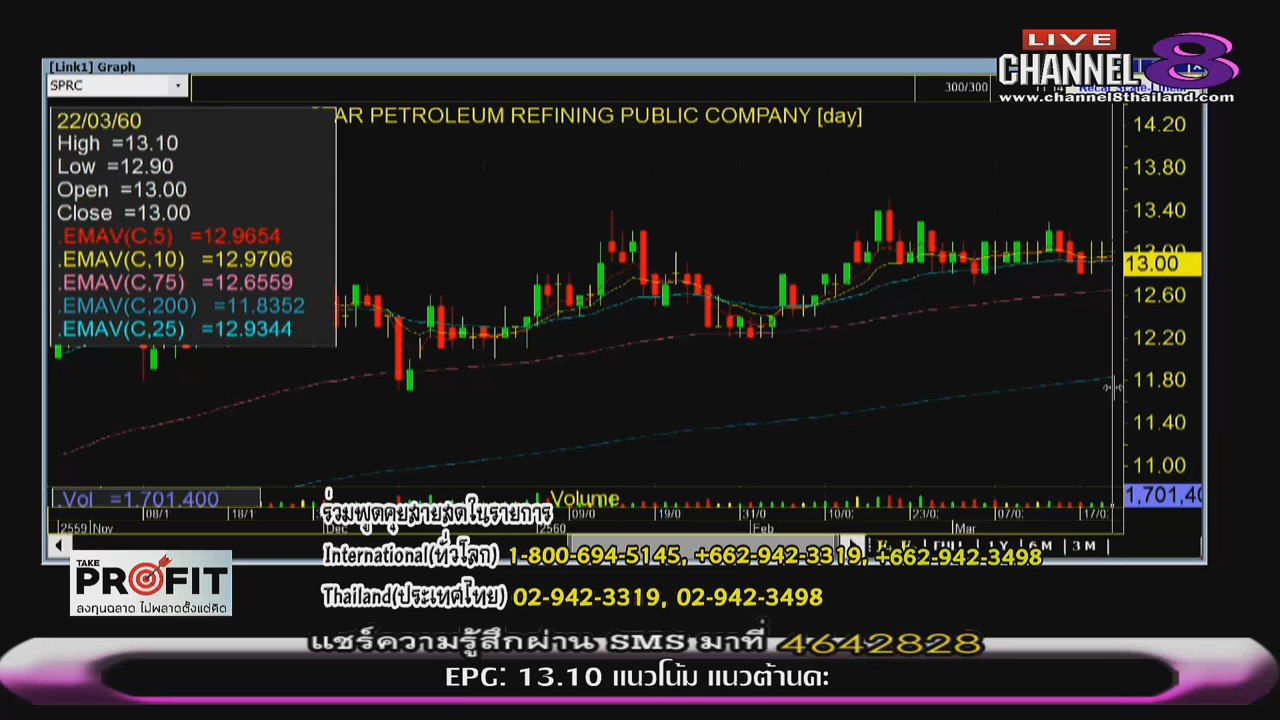 LIVE
CHANNEL 8
www.channel8thailand.com
[Link1] Graph
SPRC
300/300
22/03/60
AR PETROLEUM REFINING PUBLIC COMPANY [day]
High =13.10
Low =12.90
Open =13.00
Close =13.00
.EMAV(C,5) =12.9654
.EMAV(C,10) =12.9706
.EMAV(C,75) =12.6559
.EMAV(C,200) =11.8352
.EMAV(C,25) =12.9344
14.20
13.80
13.40
13.00
13.00
12.60
12.20
11.80
11.40
11.00
.Vol =1,701,400
Volume
1,701,40
08/1 18/1 09/0 19/0 31/0 10/0 23/0 07/0 17/0
2559 Nov Dec 2560 Feb Mar
1 Y 6 M 3 M
ร่วมพูดคุยสายสดในรายการ
International(ทั่วโลก) 1-800-694-5145, +662-942-3319, +662-942-3498
Thailand(ประเทศไทย) 02-942-3319, 02-942-3498
TAKE
PROFIT
ลงทุนฉลาด ไม่พลาดตั้งแต่คิด
แชร์ความรู้สึกผ่าน SMS มาที่ 4642828
EPG: 13.10 แนวโน้ม แนวต้านคะ